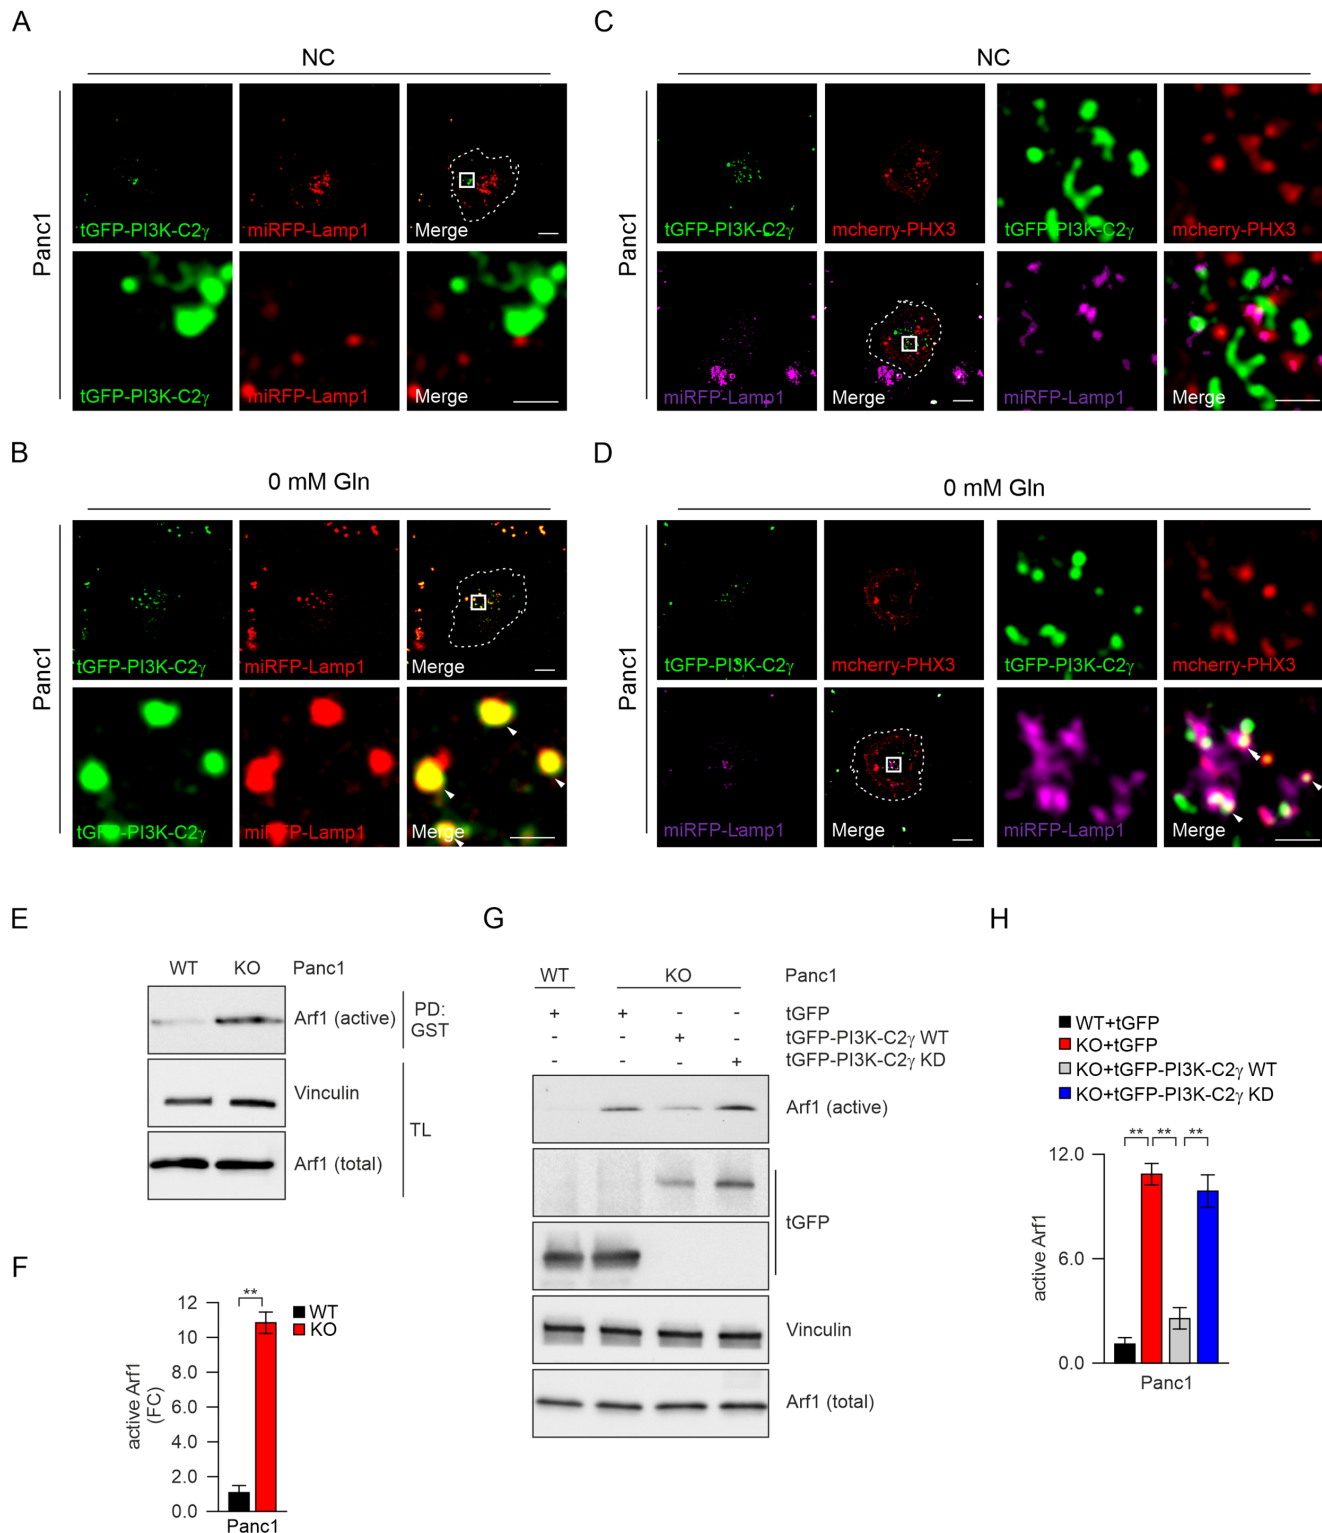 A
NC
Panc1
tGFP-PI3K-C2γ
miRFP-Lamp1
Merge
tGFP-PI3K-C2γ
miRFP-Lamp1
Merge
C
NC
Panc1
tGFP-PI3K-C2γ
mcherry-PHX3
tGFP-PI3K-C2γ
mcherry-PHX3
miRFP-Lamp1
Merge
miRFP-Lamp1
Merge
B
0 mM Gln
Panc1
tGFP-PI3K-C2γ
miRFP-Lamp1
Merge
tGFP-PI3K-C2γ
miRFP-Lamp1
Merge
D
0 mM Gln
Panc1
tGFP-PI3K-C2γ
mcherry-PHX3
tGFP-PI3K-C2γ
mcherry-PHX3
miRFP-Lamp1
Merge
miRFP-Lamp1
Merge
E
WT KO Panc1
Arf1 (active)
PD:
GST
Vinculin
TL
Arf1 (total)
F
**
WT
KO
12
10
8.0
6.0
4.0
2.0
0.0
active Arf1
(FC)
Panc1
G
WT KO Panc1
+ + - - tGFP
- - + - tGFP-PI3K-C2γ WT
- - - + tGFP-PI3K-C2γ KD
Arf1 (active)
tGFP
Vinculin
Arf1 (total)
H
WT+tGFP
KO+tGFP
KO+tGFP-PI3K-C2γ WT
KO+tGFP-PI3K-C2γ KD
** ** **
12.0
6.0
0.0
active Arf1
Panc1